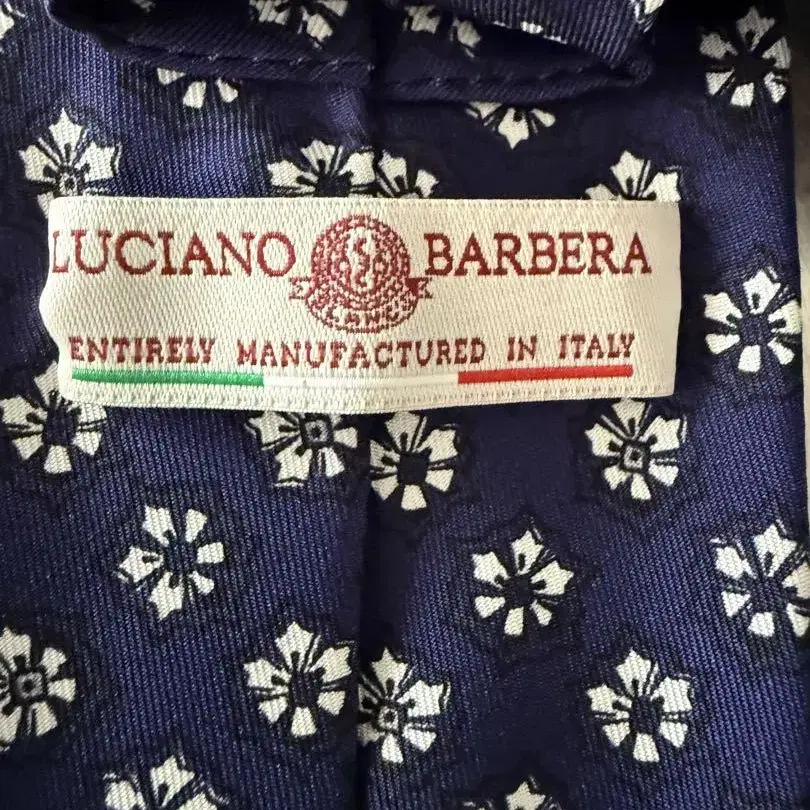 LUCIANO BARBERA
ENTIRELY MANUFACTURED IN ITALY